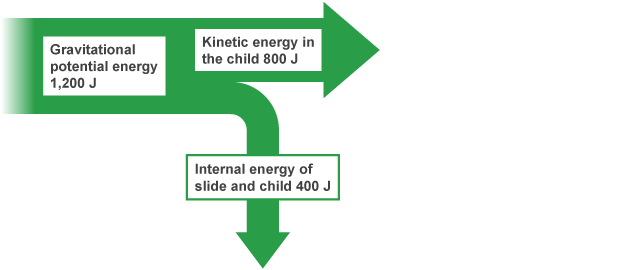 Gravitational
potential energy
1,200 J
Kinetic energy in
the child 800 J
Internal energy of
slide and child 400 J